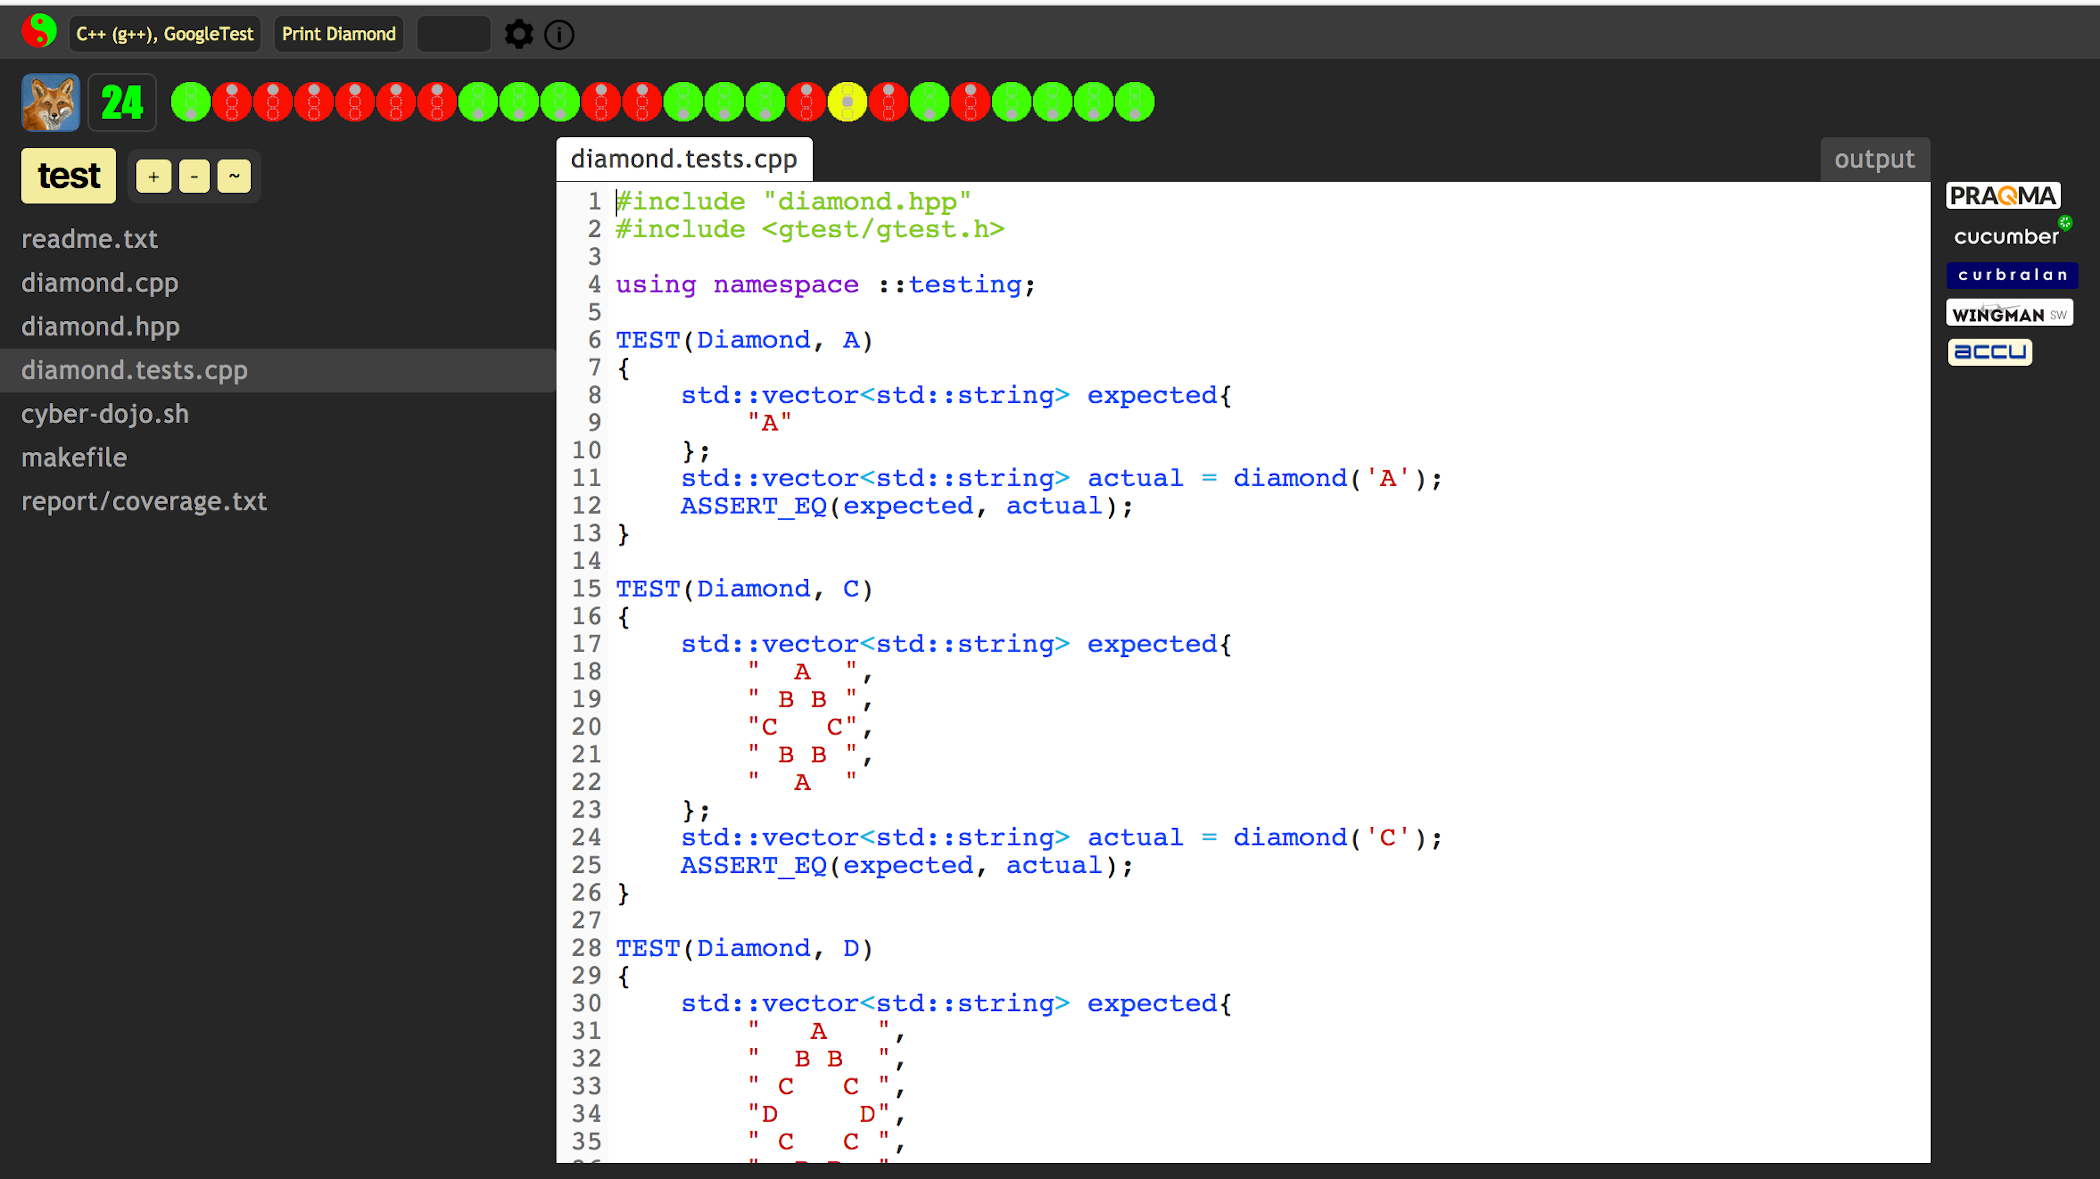 C++ (g++), GoogleTest
Print Diamond
24
test
+
-
~
readme.txt
diamond.cpp
diamond.hpp
diamond.tests.cpp
cyber-dojo.sh
makefile
report/coverage.txt
diamond.tests.cpp
output
1 #include "diamond.hpp"
2 #include <gtest/gtest.h>
3
4 using namespace ::testing;
5
6 TEST(Diamond, A)
7 {
8     std::vector<std::string> expected{
9         "A"
10     };
11     std::vector<std::string> actual = diamond('A');
12     ASSERT_EQ(expected, actual);
13 }
14
15 TEST(Diamond, C)
16 {
17     std::vector<std::string> expected{
18         "  A  ",
19         " B B ",
20         "C   C",
21         " B B ",
22         "  A  "
23     };
24     std::vector<std::string> actual = diamond('C');
25     ASSERT_EQ(expected, actual);
26 }
27
28 TEST(Diamond, D)
29 {
30     std::vector<std::string> expected{
31         "   A   ",
32         "  B B  ",
33         " C   C ",
34         "D     D",
35         " C   C ",
PRAQMA
cucumber
curbralan
WINGMAN SW
accu